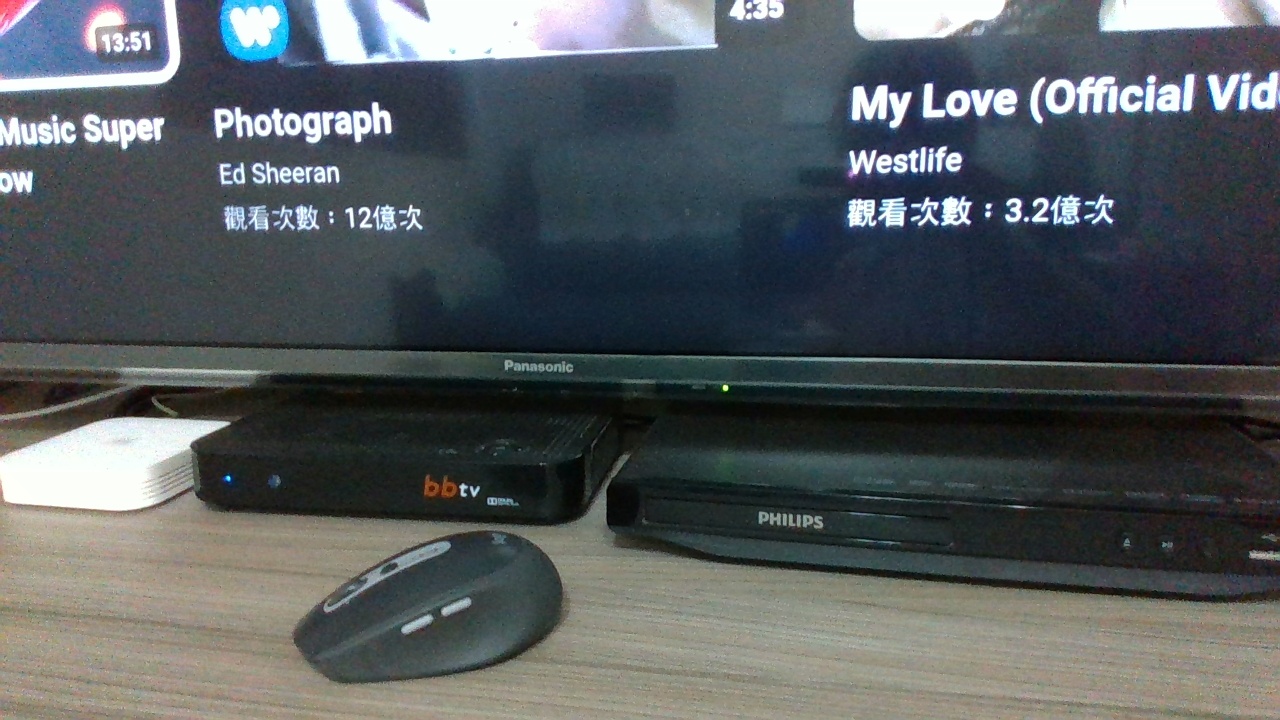 13:51
4:35
Music Super
ow
Photograph
Ed Sheeran
觀看次數：12億次
My Love (Official Vid
Westlife
觀看次數：3.2億次
Panasonic
bbtv
PHILIPS